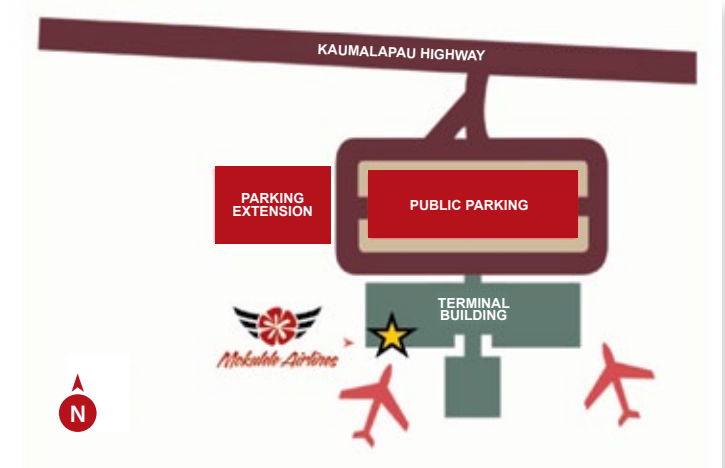 KAUMALAPAU HIGHWAY
PARKING
EXTENSION
PUBLIC PARKING
TERMINAL
BUILDING
Mokulele Airlines
N